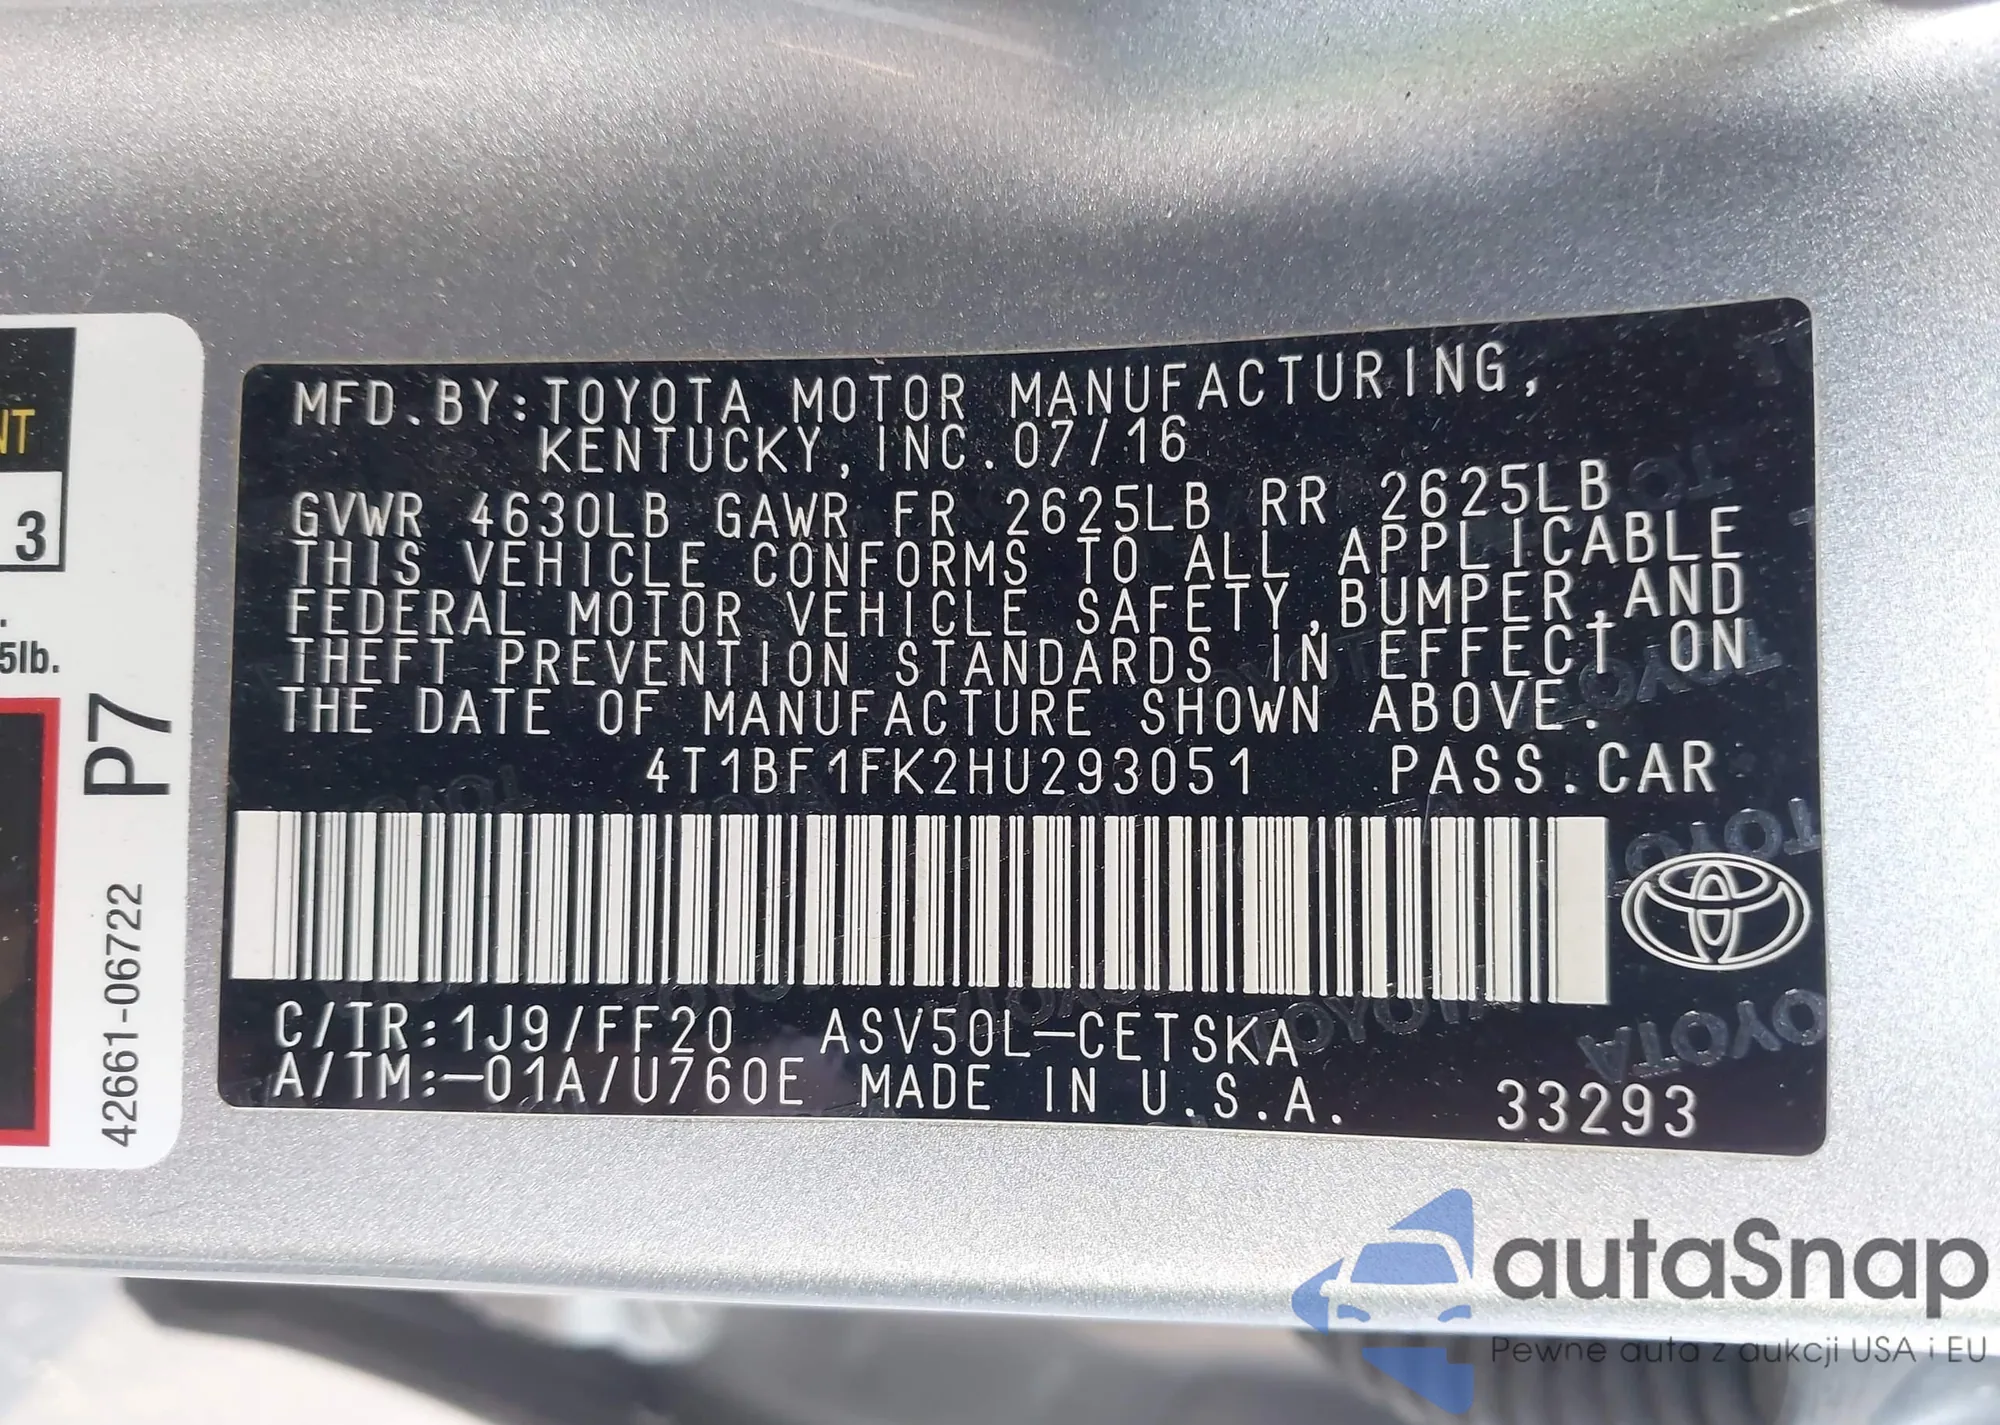 MFD.BY:TOYOTA MOTOR MANUFACTURING,
KENTUCKY, INC.07/16
GVWR 4630LB GAWR FR 2625LB RR 2625LB
THIS VEHICLE CONFORMS TO ALL APPLICABLE
FEDERAL MOTOR VEHICLE SAFETY,BUMPER,AND
THEFT PREVENTION STANDARDS IN EFFECT ON
THE DATE OF MANUFACTURE SHOWN ABOVE.
4T1BF1FK2HU293051 PASS.CAR
C/TR:1J9/FF20 ASV50L-CETSKA
A/TM:-01A/U760E MADE IN U.S.A. 33293
3
5lb.
P7
42661-06722
autaSnap
Pewne auta z aukcji USA i EU